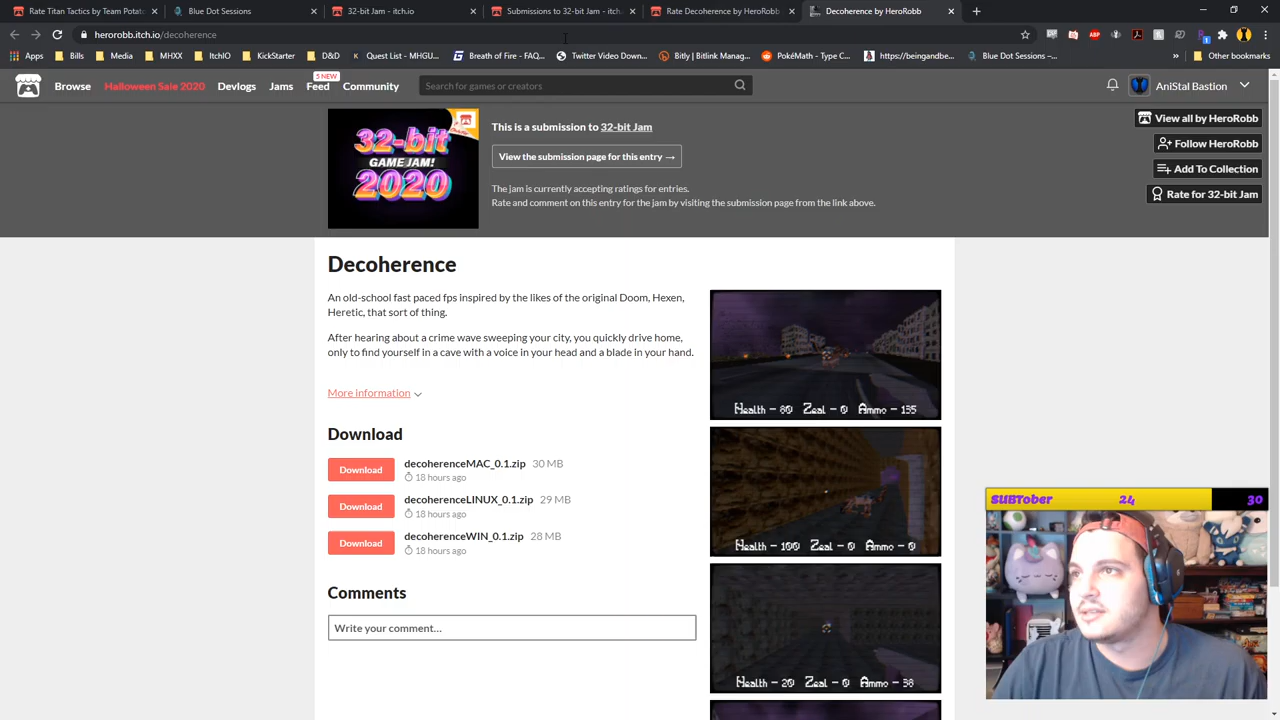 Rate Titan Tactics by Team Potato
Blue Dot Sessions
32-bit Jam - itch.io
Submissions to 32-bit Jam - itch.
Rate Decoherence by HeroRobb
Decoherence by HeroRobb
herorobb.itch.io/decoherence
Apps
Bills
Media
MHXX
ItchIO
KickStarter
D&D
Quest List - MHGU...
Breath of Fire - FAQ...
Twitter Video Down...
Bitly | Link Manag...
PokéMath - Type C...
https://beingandbe...
Blue Dot Sessions –...
»
Other bookmarks
Browse
Halloween Sale 2020
Devlogs
Jams
5 NEW
Feed
Community
Search for games or creators
AniStal Bastion
32-bit
GAME JAM!
2020
This is a submission to 32-bit Jam
View the submission page for this entry →
The jam is currently accepting ratings for entries.
Rate and comment on this entry for the jam by visiting the submission page from the link above.
View all by HeroRobb
Follow HeroRobb
Add To Collection
Rate for 32-bit Jam
Decoherence
An old-school fast paced fps inspired by the likes of the original Doom, Hexen,
Heretic, that sort of thing.
After hearing about a crime wave sweeping your city, you quickly drive home,
only to find yourself in a cave with a voice in your head and a blade in your hand.
More information
Download
Download
decoherenceMAC_0.1.zip 30 MB
18 hours ago
Download
decoherenceLINUX_0.1.zip 29 MB
18 hours ago
Download
decoherenceWIN_0.1.zip 28 MB
18 hours ago
Comments
Write your comment...
Health - 80 Zeal - 0 Ammo - 135
Health - 100 Zeal - 0 Ammo - 0
Health - 20 Zeal - 0 Ammo - 38
SUBTober 24 30